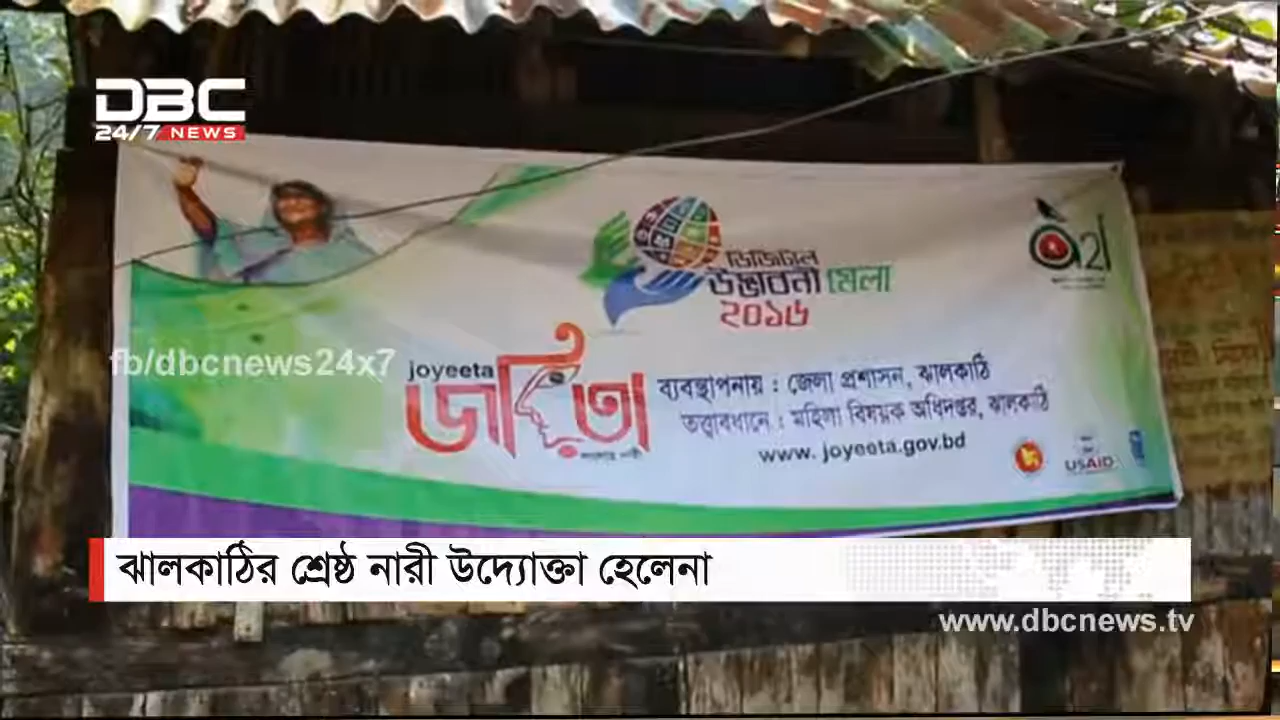 DBC
24/7 NEWS
ডিজিটাল
উদ্ভাবনী মেলা
২০১৬
a2i
fb/dbcnews24x7
joyeeta
জয়িতা
ব্যবস্থাপনায় : জেলা প্রশাসন, ঝালকাঠি
তত্ত্বাবধানে : মহিলা বিষয়ক অধিদপ্তর, ঝালকাঠি
www. joyeeta.gov.bd
USAID
ঝালকাঠির শ্রেষ্ঠ নারী উদ্যোক্তা হেলেনা
www.dbcnews.tv